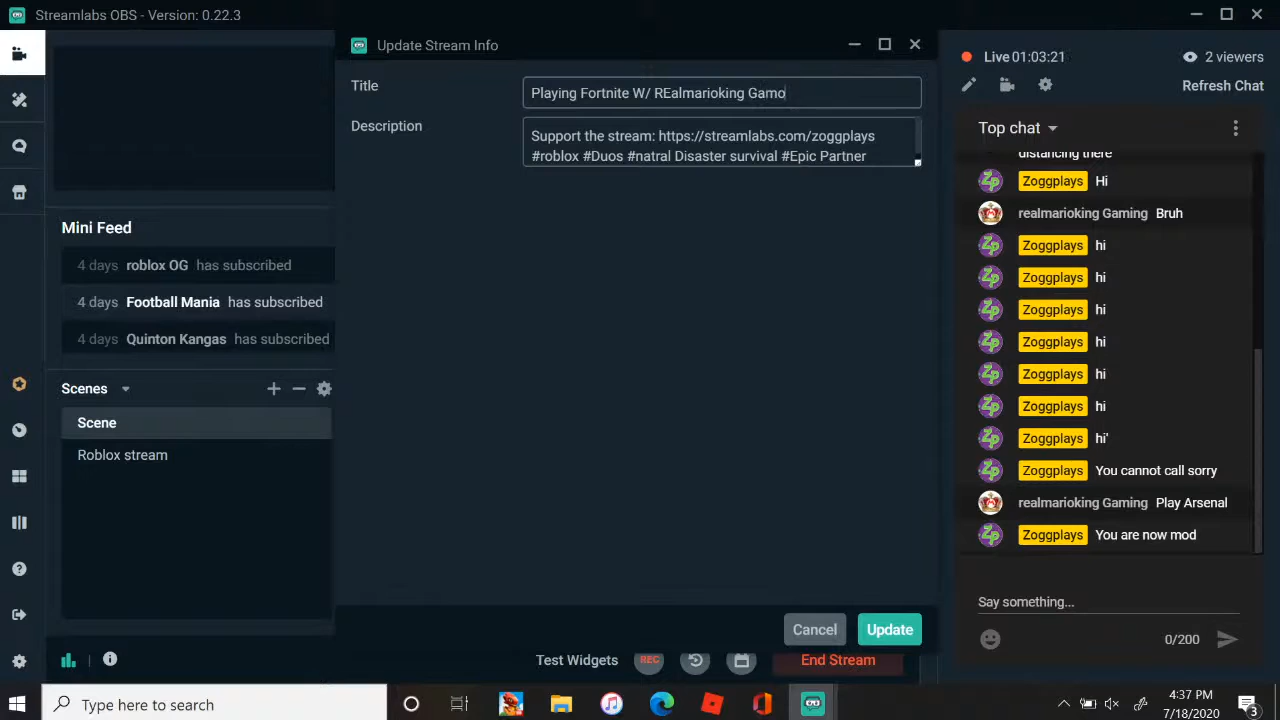 Streamlabs OBS - Version: 0.22.3
Update Stream Info
Title
Playing Fortnite W/ REalmarioking Gamo
Description
Support the stream: https://streamlabs.com/zoggplays
#roblox #Duos #natral Disaster survival #Epic Partner
Cancel
Update
Mini Feed
4 days roblox OG has subscribed
4 days Football Mania has subscribed
4 days Quinton Kangas has subscribed
Scenes
Scene
Roblox stream
Test Widgets
REC
End Stream
Live 01:03:21
2 viewers
Refresh Chat
Top chat
distancing there
Zoggplays Hi
realmarioking Gaming Bruh
Zoggplays hi
Zoggplays hi
Zoggplays hi
Zoggplays hi
Zoggplays hi
Zoggplays hi
Zoggplays hi'
Zoggplays You cannot call sorry
realmarioking Gaming Play Arsenal
Zoggplays You are now mod
Say something...
0/200
Type here to search
4:37 PM
7/18/2020
3